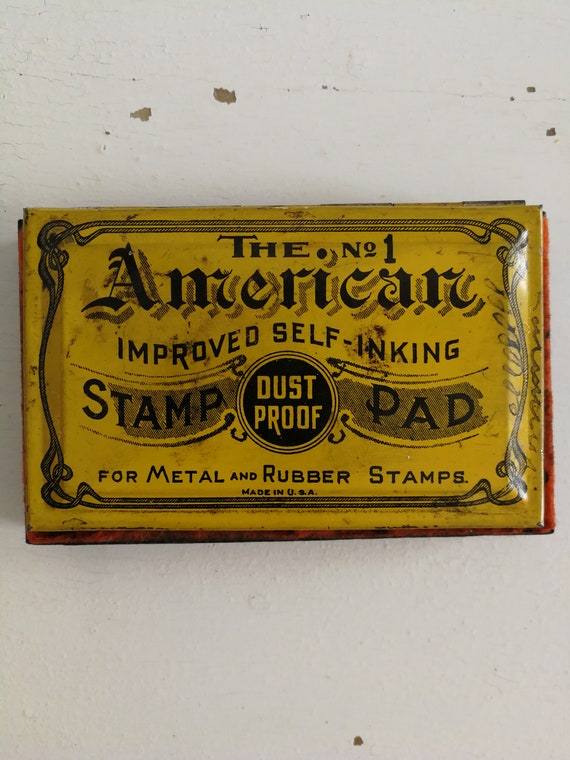 THE Nº 1
American
IMPROVED SELF-INKING
STAMP DUST PROOF PAD
FOR METAL AND RUBBER STAMPS.
MADE IN U.S.A.